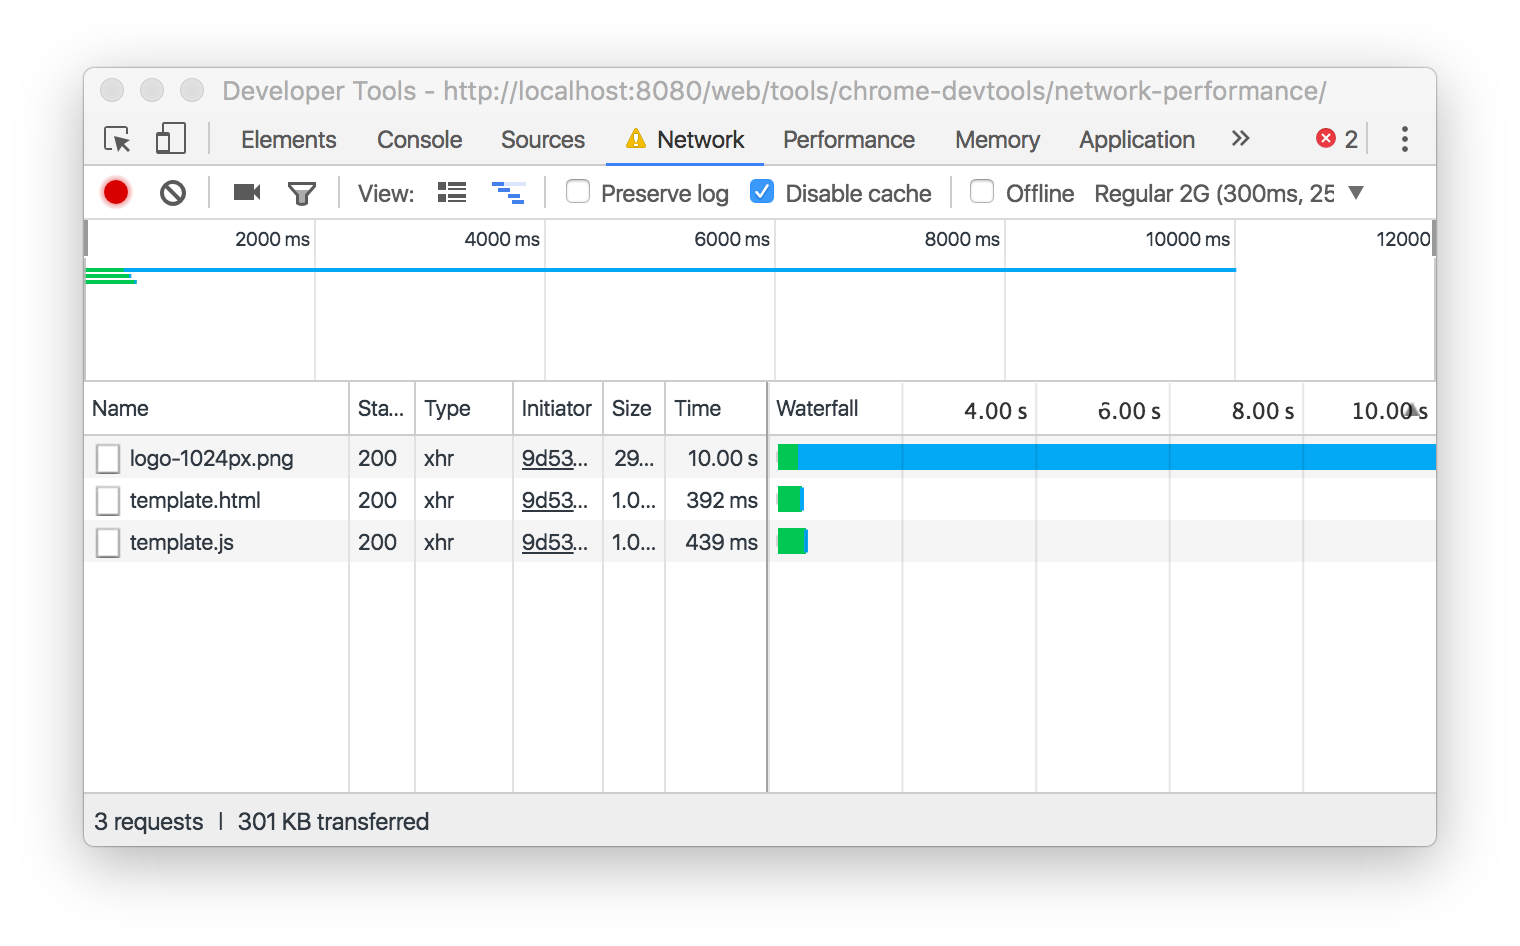 Developer Tools - http://localhost:8080/web/tools/chrome-devtools/network-performance/
Elements Console Sources Network Performance Memory Application 2
View: Preserve log Disable cache Offline Regular 2G (300ms, 25
2000 ms 4000 ms 6000 ms 8000 ms 10000 ms 12000
Name Sta... Type Initiator Size Time Waterfall 4.00 s 6.00 s 8.00 s 10.00 s
logo-1024px.png 200 xhr 9d53... 29... 10.00 s
template.html 200 xhr 9d53... 1.0... 392 ms
template.js 200 xhr 9d53... 1.0... 439 ms
3 requests | 301 KB transferred